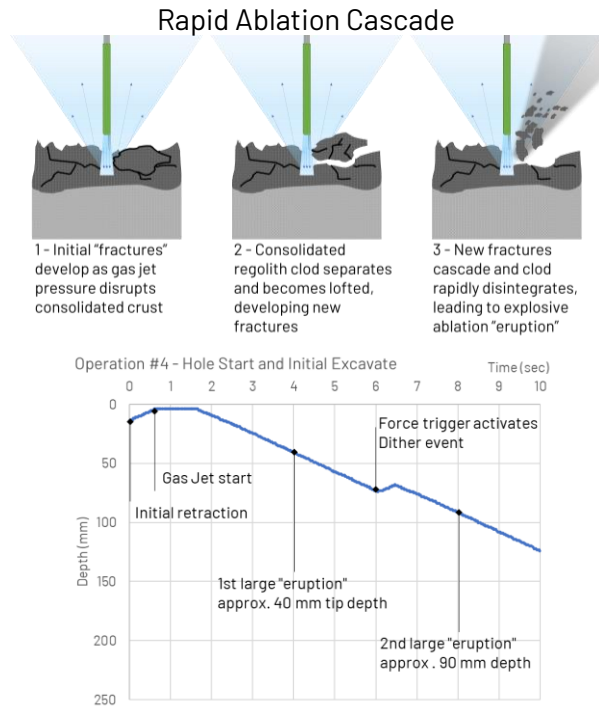 Rapid Ablation Cascade
1 - Initial "fractures"
develop as gas jet
pressure disrupts
consolidated crust
2 - Consolidated
regolith clod separates
and becomes lofted,
developing new
fractures
3 - New fractures
cascade and clod
rapidly disintegrates,
leading to explosive
ablation "eruption"
Operation #4 - Hole Start and Initial Excavate
Time (sec)
0 1 2 3 4 5 6 7 8 9 10
Depth (mm)
0
50
100
150
200
250
Force trigger activates
Dither event
Gas Jet start
Initial retraction
1st large "eruption"
approx. 40 mm tip depth
2nd large "eruption"
approx . 90 mm depth